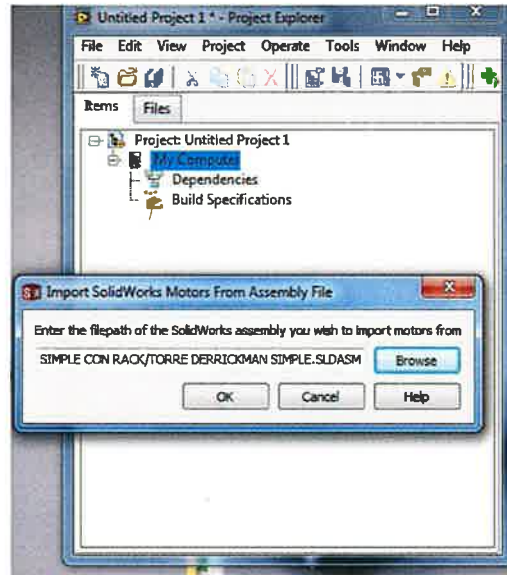 Untitled Project 1 * - Project Explorer
File Edit View Project Operate Tools Window Help
Items Files
Project: Untitled Project 1
My Computer
Dependencies
Build Specifications
Import SolidWorks Motors From Assembly File
Enter the filepath of the SolidWorks assembly you wish to import motors from
SIMPLE CON RACK/TORRE DERRICKMAN SIMPLE.SLDASM Browse
OK Cancel Help